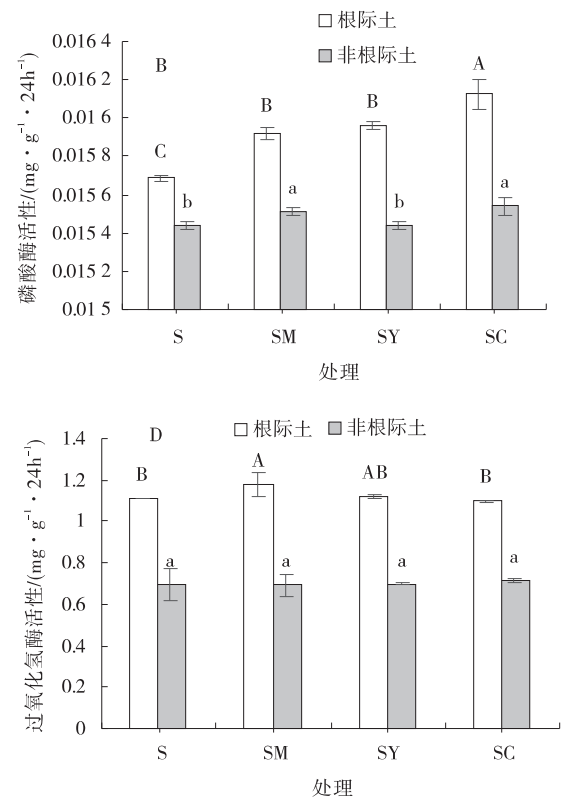 根际土
非根际土
B
磷酸酶活性/(mg·g⁻¹·24h⁻¹)
0.016 4
0.016 2
0.016
0.015 8
0.015 6
0.015 4
0.015 2
0.015
C
b
B
a
B
b
A
a
S SM SY SC
处理
根际土 非根际土
D
过氧化氢酶活性/(mg·g⁻¹·24h⁻¹)
1.4
1.2
1
0.8
0.6
0.4
0.2
0
B
a
A
a
AB
a
B
a
S SM SY SC
处理